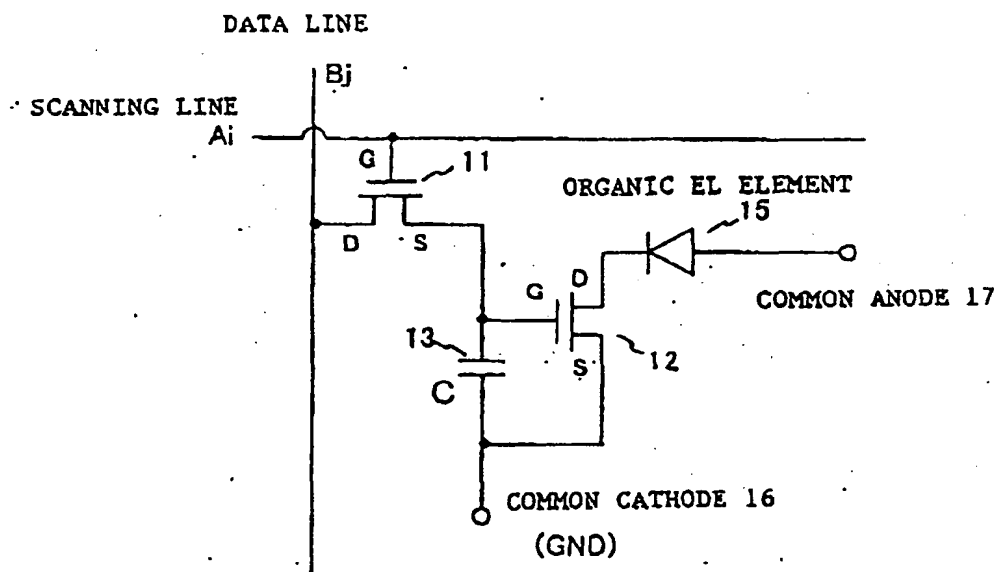 DATA LINE
Bj
SCANNING LINE
Ai
G
11
D
S
ORGANIC EL ELEMENT
15
G
D
COMMON ANODE 17
13
12
S
C
COMMON CATHODE 16
(GND)